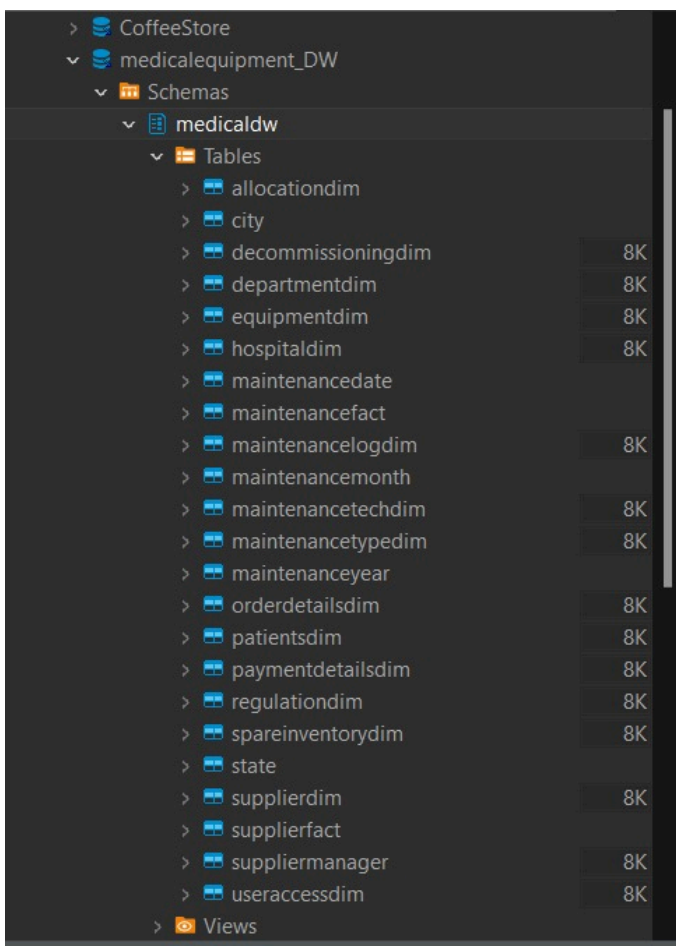 CoffeeStore
medicalequipment_DW
Schemas
medicaldw
Tables
allocationdim
city
decommissioningdim 8K
departmentdim 8K
equipmentdim 8K
hospitaldim 8K
maintenancedate
maintenancefact
maintenancelogdim 8K
maintenancemonth
maintenancetechdim 8K
maintenancetypedim 8K
maintenanceyear
orderdetailsdim 8K
patientsdim 8K
paymentdetailsdim 8K
regulationdim 8K
spareinventorydim 8K
state
supplierdim 8K
supplierfact
suppliermanager 8K
useraccessdim 8K
Views